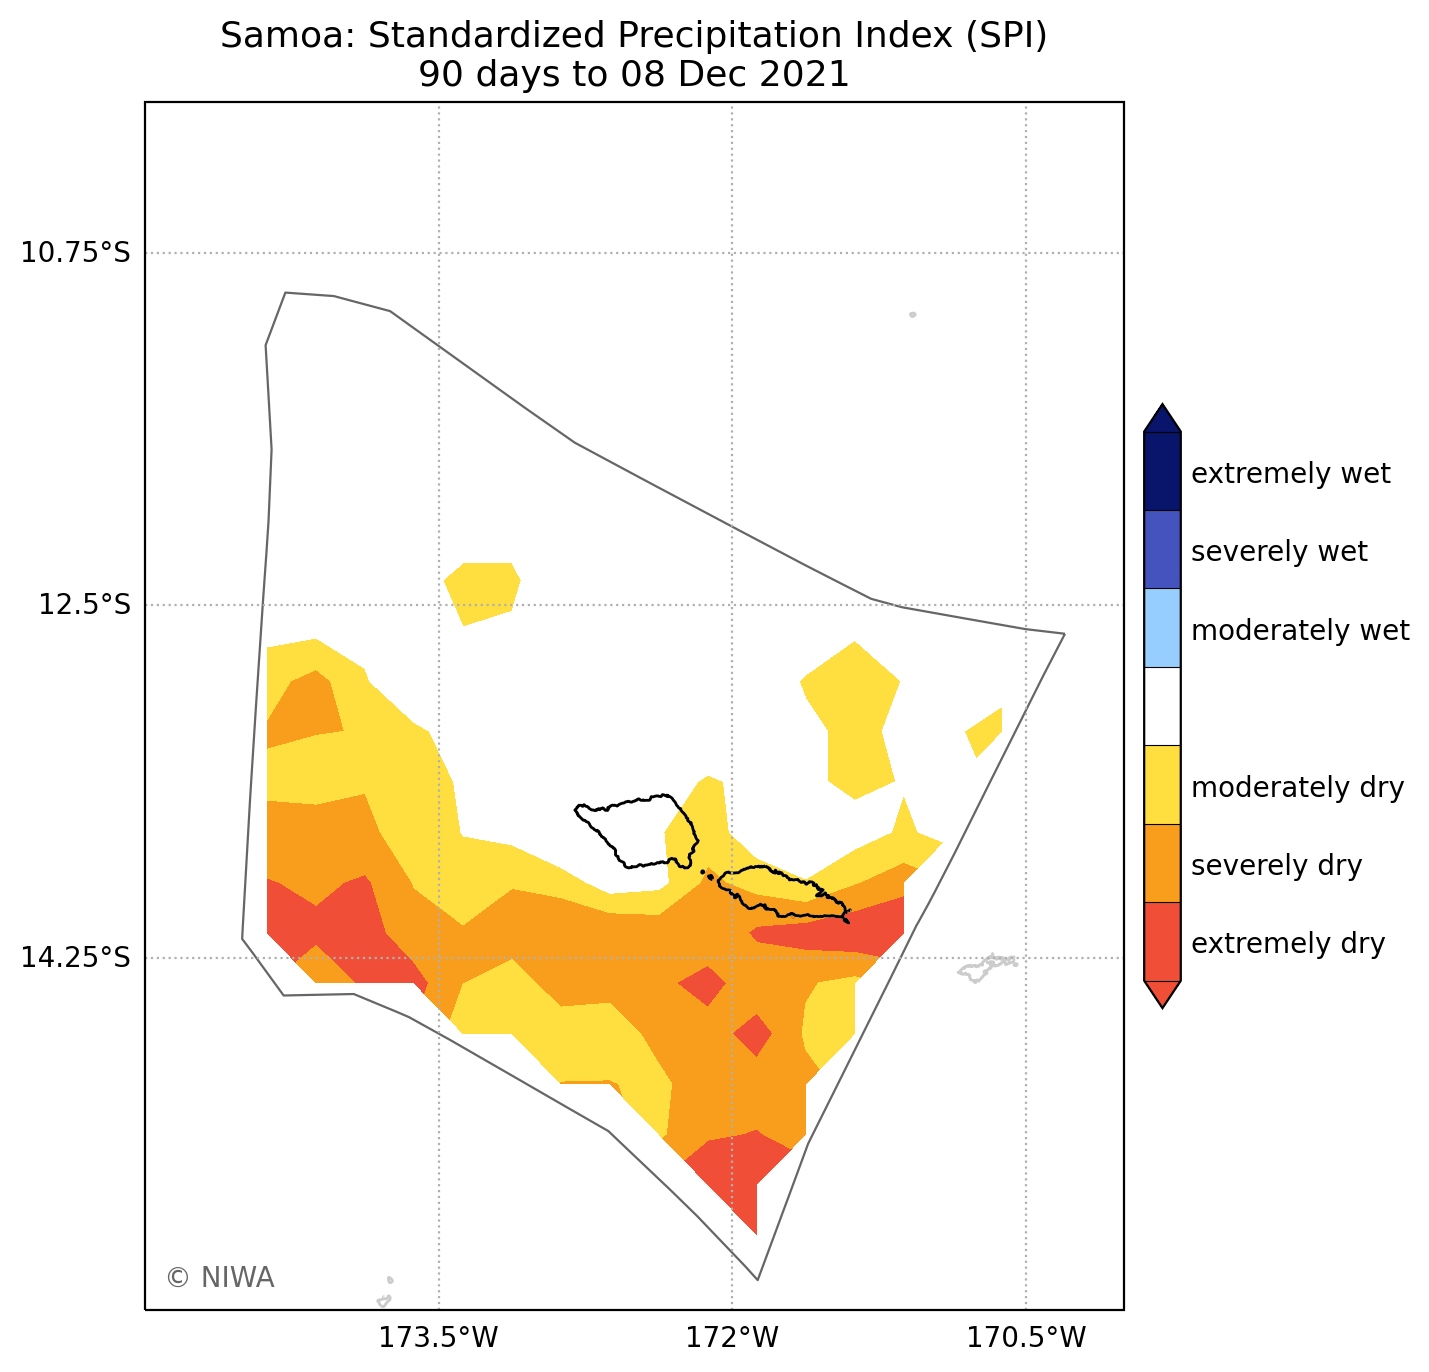 Samoa: Standardized Precipitation Index (SPI)
90 days to 08 Dec 2021
10.75°S
12.5°S
14.25°S
173.5°W
172°W
170.5°W
extremely wet
severely wet
moderately wet
moderately dry
severely dry
extremely dry
© NIWA